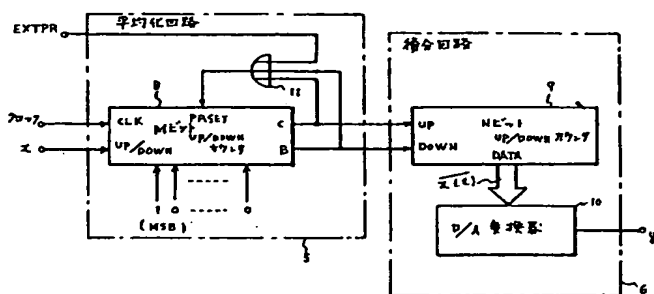 EXTPR
平均化回路
積分回路
11
8
9
クロック
CLK
PRSET
Mビット
UP/DOWN
カウンタ
UP/DOWN
x
C
B
UP
DOWN
Nビット
UP/DOWN カウンタ
DATA
1 0 ------ 0
(MSB)
x(t)
10
D/A 変換器
y
5
6